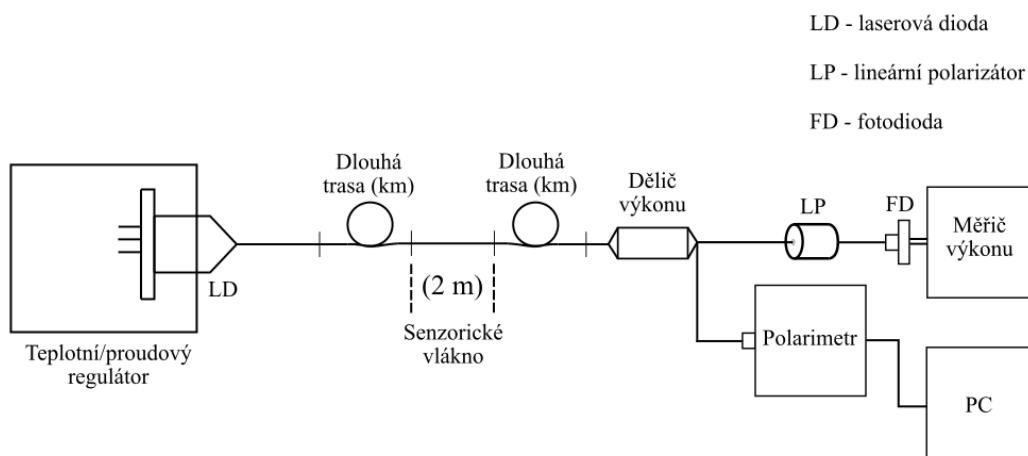 LD - laserová dioda
LP - lineární polarizátor
FD - fotodioda
Dlouhá
trasa (km)
Dlouhá
trasa (km)
Dělič
výkonu
LP
FD
Měřič
výkonu
LD
(2 m)
Senzorické
vlákno
Teplotní/proudový
regulátor
Polarimetr
PC